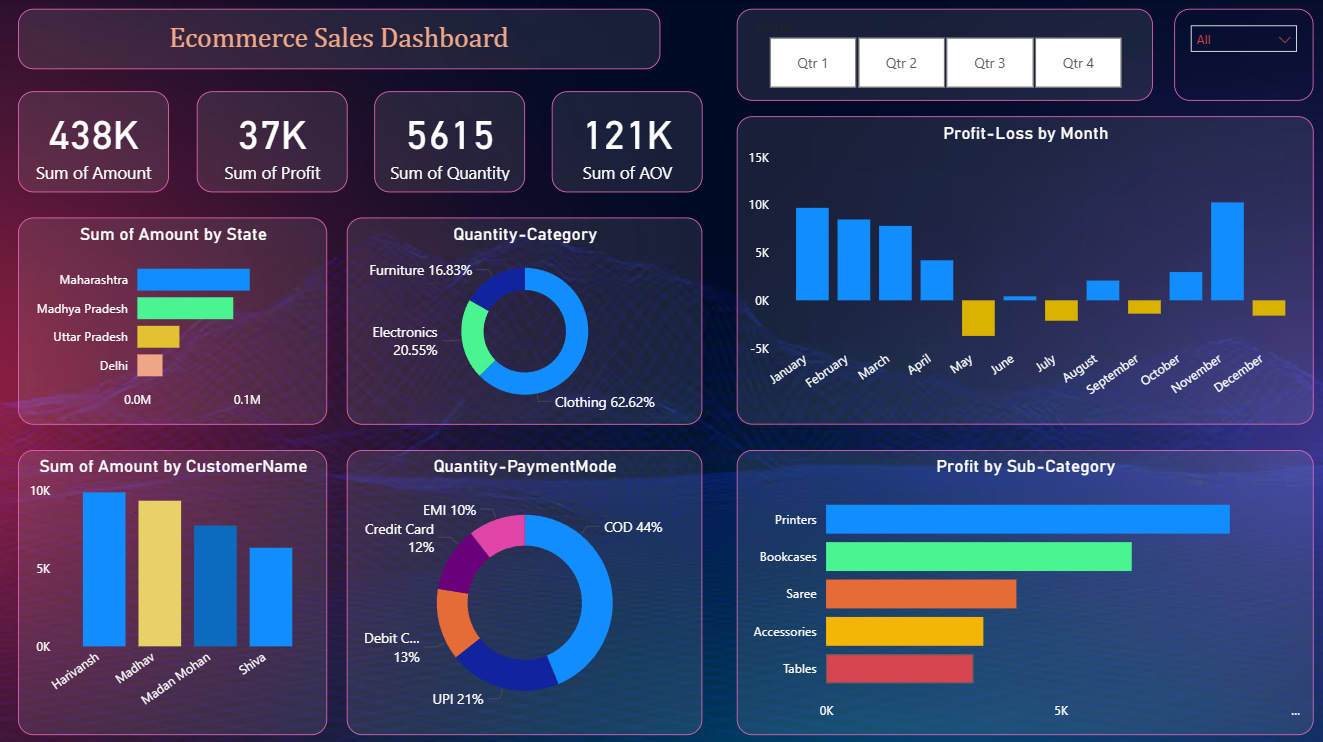 Ecommerce Sales Dashboard
Qtr 1
Qtr 2
Qtr 3
Qtr 4
All
438K
Sum of Amount
37K
Sum of Profit
5615
Sum of Quantity
121K
Sum of AOV
Profit-Loss by Month
15K
10K
5K
0K
-5K
January
February
March
April
May
June
July
August
September
October
November
December
Sum of Amount by State
Maharashtra
Madhya Pradesh
Uttar Pradesh
Delhi
0.0M
0.1M
Quantity-Category
Furniture 16.83%
Electronics
20.55%
Clothing 62.62%
Sum of Amount by CustomerName
10K
5K
0K
Harivansh
Madhav
Madan Mohan
Shiva
Quantity-PaymentMode
EMI 10%
Credit Card
12%
COD 44%
Debit C...
13%
UPI 21%
Profit by Sub-Category
Printers
Bookcases
Saree
Accessories
Tables
0K
5K
...